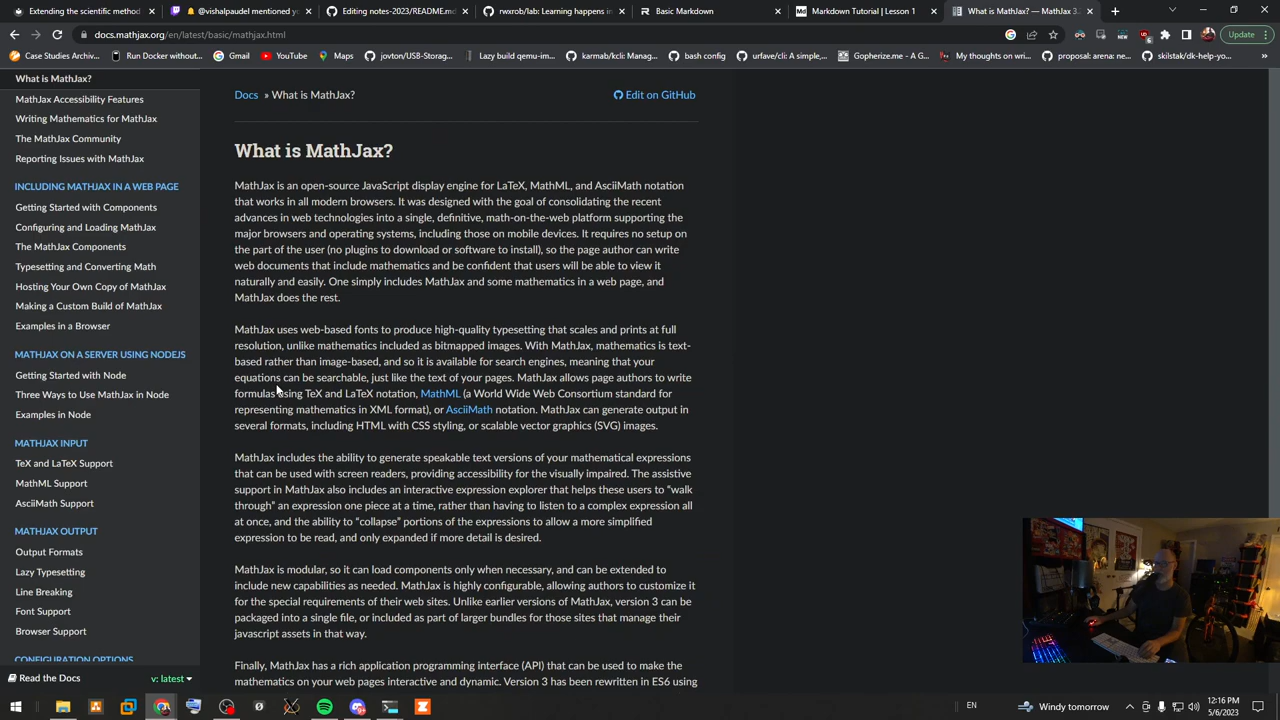 Extending the scientific method
@vishalpaudel mentioned y
Editing notes-2023/README.md
rwxrob/lab: Learning happens in
Basic Markdown
Markdown Tutorial | Lesson 1
What is MathJax? — MathJax 3.
docs.mathjax.org/en/latest/basic/mathjax.html
Update
Case Studies Archiv...
Run Docker without...
Gmail
YouTube
Maps
jovton/USB-Storag...
Lazy build qemu-im...
karmab/kcli: Manag...
bash config
urfave/cli: A simple,...
Gopherize.me - Am...
My thoughts on wri...
proposal: arena: ne...
skilstak/dk-help-yo...
What is MathJax?
MathJax Accessibility Features
Writing Mathematics for MathJax
The MathJax Community
Reporting Issues with MathJax
INCLUDING MATHJAX IN A WEB PAGE
Getting Started with Components
Configuring and Loading MathJax
The MathJax Components
Typesetting and Converting Math
Hosting Your Own Copy of MathJax
Making a Custom Build of MathJax
Examples in a Browser
MATHJAX ON A SERVER USING NODEJS
Getting Started with Node
Three Ways to Use MathJax in Node
Examples in Node
MATHJAX INPUT
TeX and LaTeX Support
MathML Support
AsciiMath Support
MATHJAX OUTPUT
Output Formats
Lazy Typesetting
Line Breaking
Font Support
Browser Support
CONFIGURATION OPTIONS
Read the Docs
v: latest
Docs » What is MathJax?
Edit on GitHub
What is MathJax?
MathJax is an open-source JavaScript display engine for LaTeX, MathML, and AsciiMath notation
that works in all modern browsers. It was designed with the goal of consolidating the recent
advances in web technologies into a single, definitive, math-on-the-web platform supporting the
major browsers and operating systems, including those on mobile devices. It requires no setup on
the part of the user (no plugins to download or software to install), so the page author can write
web documents that include mathematics and be confident that users will be able to view it
naturally and easily. One simply includes MathJax and some mathematics in a web page, and
MathJax does the rest.
MathJax uses web-based fonts to produce high-quality typesetting that scales and prints at full
resolution, unlike mathematics included as bitmapped images. With MathJax, mathematics is text-
based rather than image-based, and so it is available for search engines, meaning that your
equations can be searchable, just like the text of your pages. MathJax allows page authors to write
formulas using TeX and LaTeX notation, MathML (a World Wide Web Consortium standard for
representing mathematics in XML format), or AsciiMath notation. MathJax can generate output in
several formats, including HTML with CSS styling, or scalable vector graphics (SVG) images.
MathJax includes the ability to generate speakable text versions of your mathematical expressions
that can be used with screen readers, providing accessibility for the visually impaired. The assistive
support in MathJax also includes an interactive expression explorer that helps these users to “walk
through” an expression one piece at a time, rather than having to listen to a complex expression all
at once, and the ability to “collapse” portions of the expressions to allow a more simplified
expression to be read, and only expanded if more detail is desired.
MathJax is modular, so it can load components only when necessary, and can be extended to
include new capabilities as needed. MathJax is highly configurable, allowing authors to customize it
for the special requirements of their web sites. Unlike earlier versions of MathJax, version 3 can be
packaged into a single file, or included as part of larger bundles for those sites that manage their
javascript assets in that way.
Finally, MathJax has a rich application programming interface (API) that can be used to make the
mathematics on your web pages interactive and dynamic. Version 3 has been rewritten in ES6 using
EN
Windy tomorrow
12:16 PM
5/6/2023